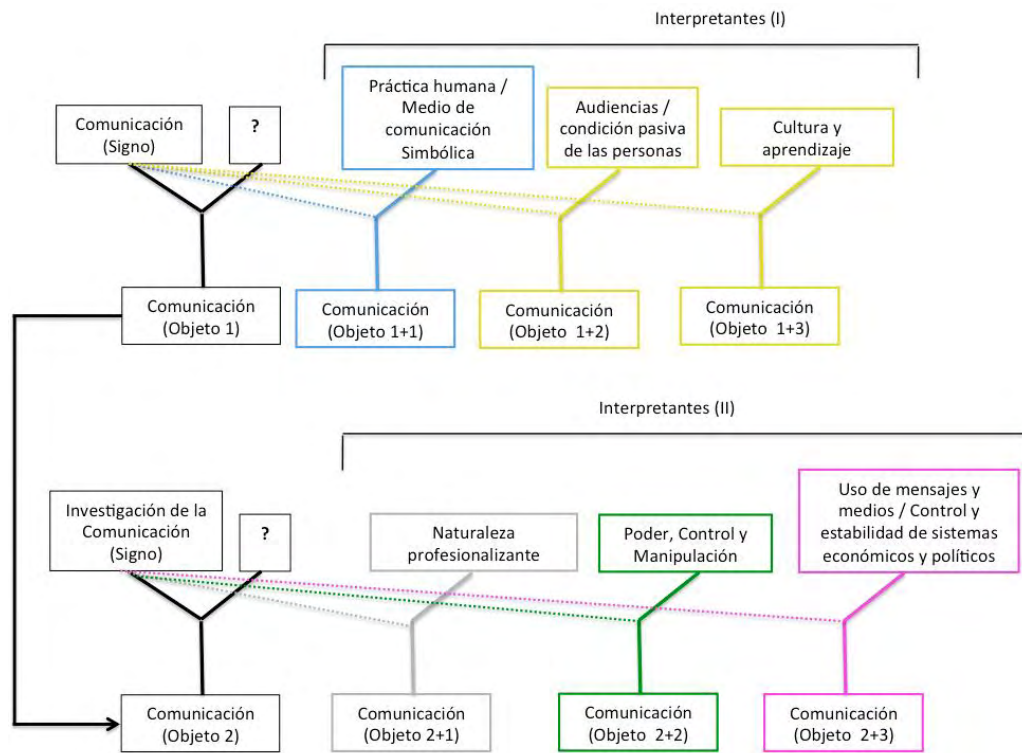 Interpretantes (I)
Comunicación
(Signo)
?
Práctica humana /
Medio de
comunicación
Simbólica
Audiencias /
condición pasiva
de las personas
Cultura y
aprendizaje
Comunicación
(Objeto 1)
Comunicación
(Objeto 1+1)
Comunicación
(Objeto 1+2)
Comunicación
(Objeto 1+3)
Interpretantes (II)
Investigación de la
Comunicación
(Signo)
?
Naturaleza
profesionalizante
Poder, Control y
Manipulación
Uso de mensajes y
medios / Control y
estabilidad de sistemas
económicos y políticos
Comunicación
(Objeto 2)
Comunicación
(Objeto 2+1)
Comunicación
(Objeto 2+2)
Comunicación
(Objeto 2+3)